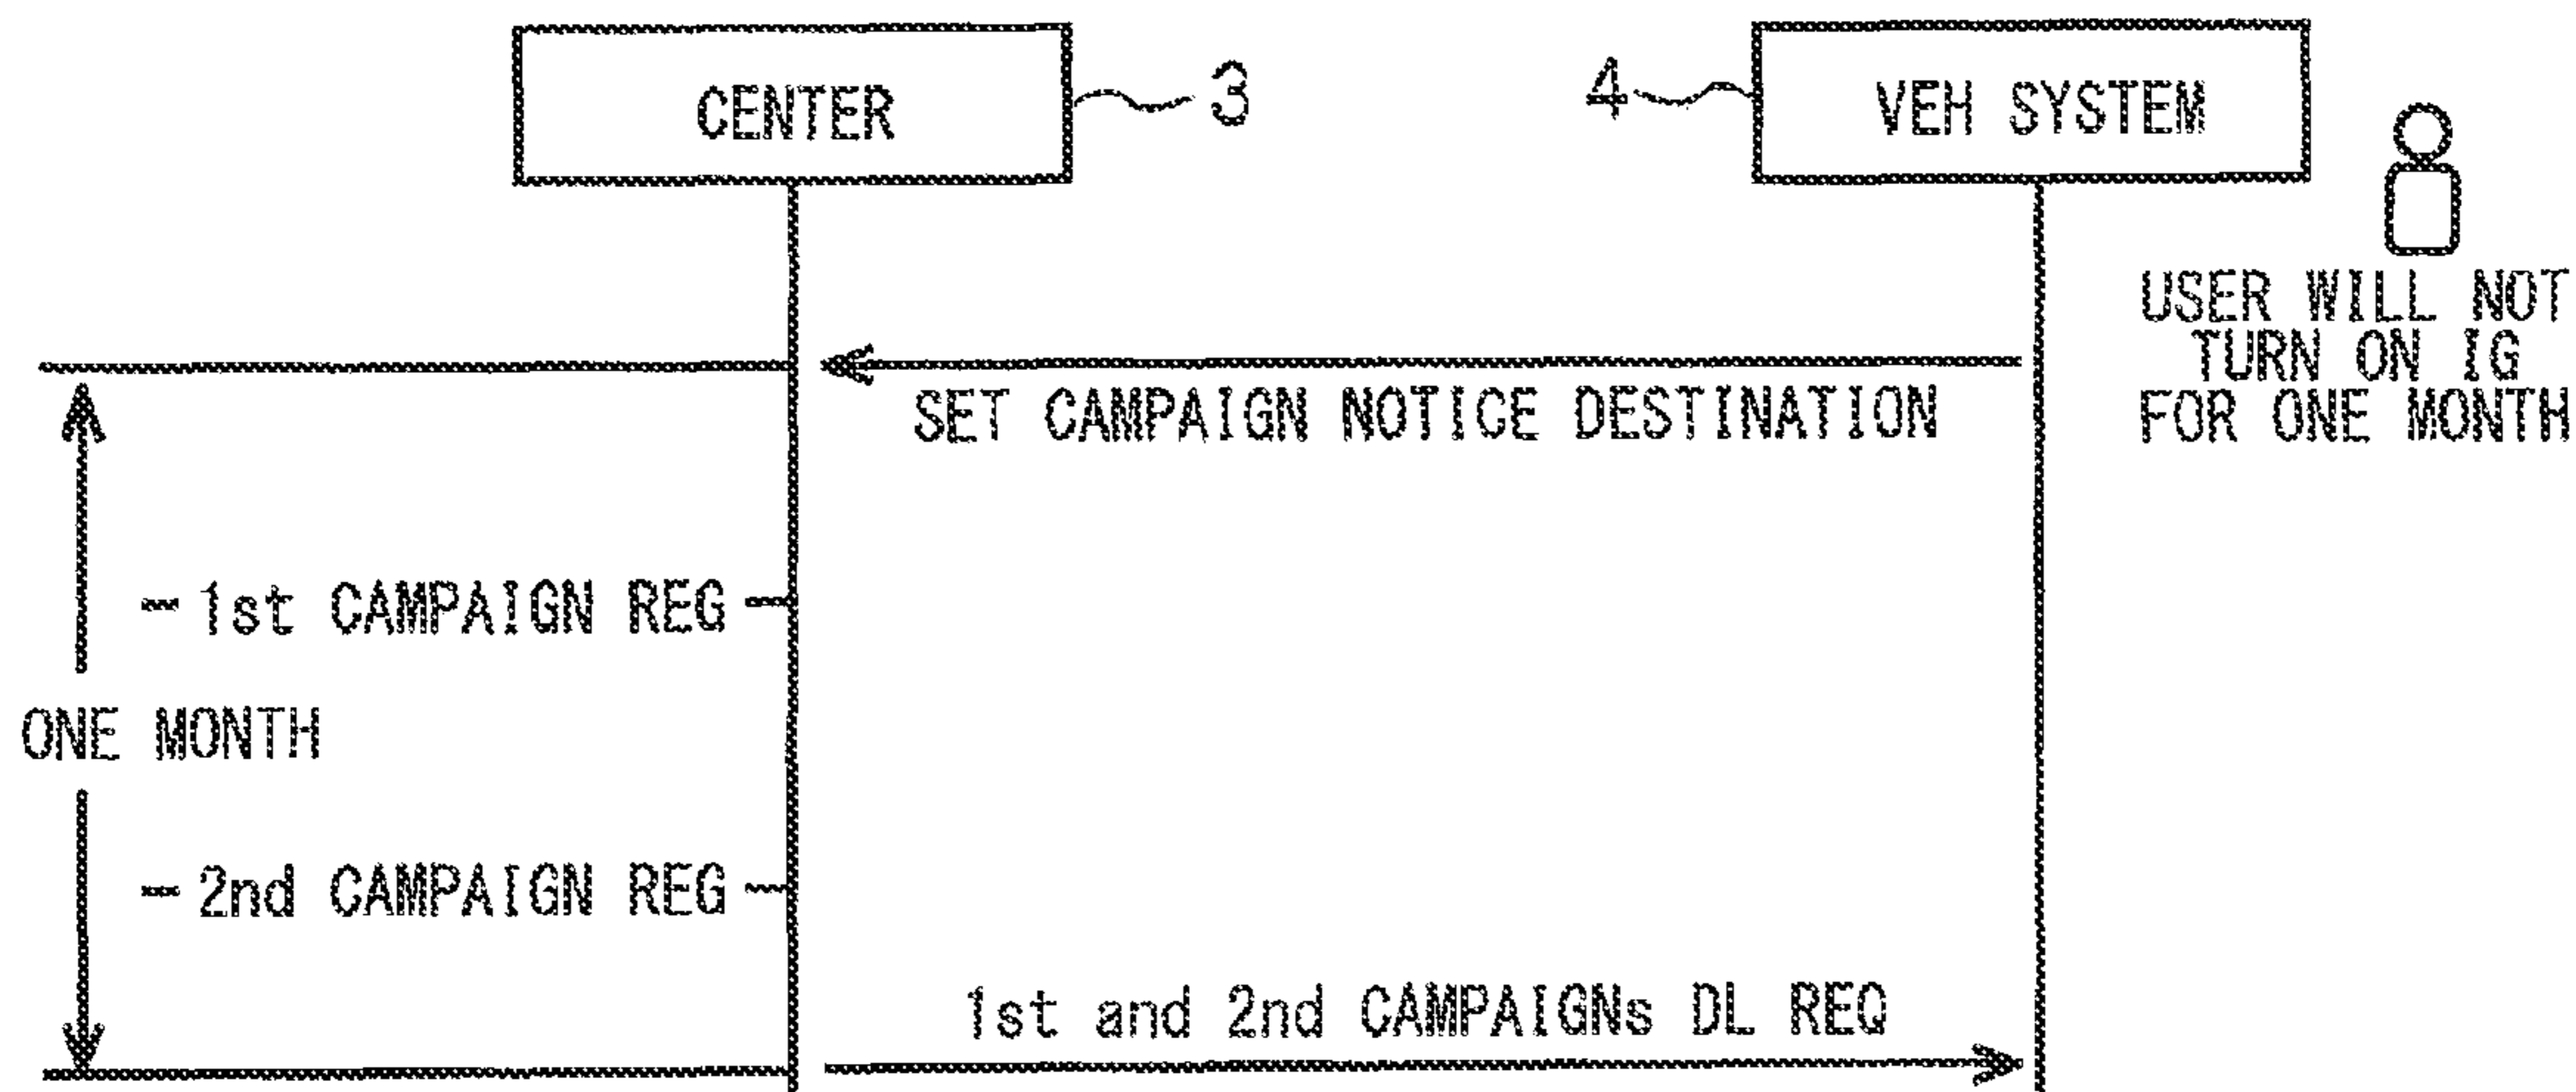 CENTER
3
4
VEH SYSTEM
USER WILL NOT
TURN ON IG
FOR ONE MONTH
SET CAMPAIGN NOTICE DESTINATION
1st CAMPAIGN REG
ONE MONTH
2nd CAMPAIGN REG
1st and 2nd CAMPAIGNs DL REQ